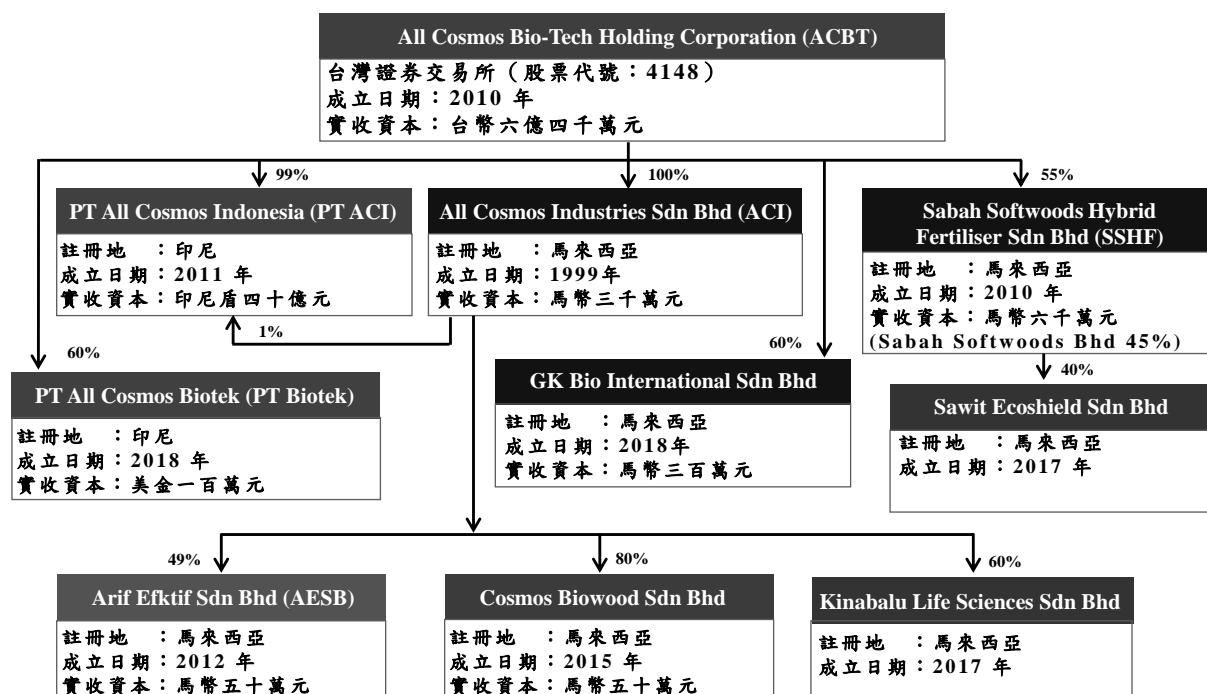 All Cosmos Bio-Tech Holding Corporation (ACBT)
台灣證券交易所（股票代號：4148）
成立日期：2010 年
實收資本：台幣六億四千萬元
99%
100%
55%
PT All Cosmos Indonesia (PT ACI)
註冊地　：印尼
成立日期：2011 年
實收資本：印尼盾四十億元
All Cosmos Industries Sdn Bhd (ACI)
註冊地　：馬來西亞
成立日期：1999年
實收資本：馬幣三千萬元
Sabah Softwoods Hybrid
Fertiliser Sdn Bhd (SSHF)
註冊地　：馬來西亞
成立日期：2010 年
實收資本：馬幣六千萬元
(Sabah Softwoods Bhd 45%)
1%
60%
60%
40%
PT All Cosmos Biotek (PT Biotek)
註冊地　：印尼
成立日期：2018 年
實收資本：美金一百萬元
GK Bio International Sdn Bhd
註冊地　：馬來西亞
成立日期：2018年
實收資本：馬幣三百萬元
Sawit Ecoshield Sdn Bhd
註冊地　：馬來西亞
成立日期：2017 年
49%
80%
60%
Arif Efktif Sdn Bhd (AESB)
註冊地　：馬來西亞
成立日期：2012 年
實收資本：馬幣五十萬元
Cosmos Biowood Sdn Bhd
註冊地　：馬來西亞
成立日期：2015 年
實收資本：馬幣五十萬元
Kinabalu Life Sciences Sdn Bhd
註冊地　：馬來西亞
成立日期：2017 年